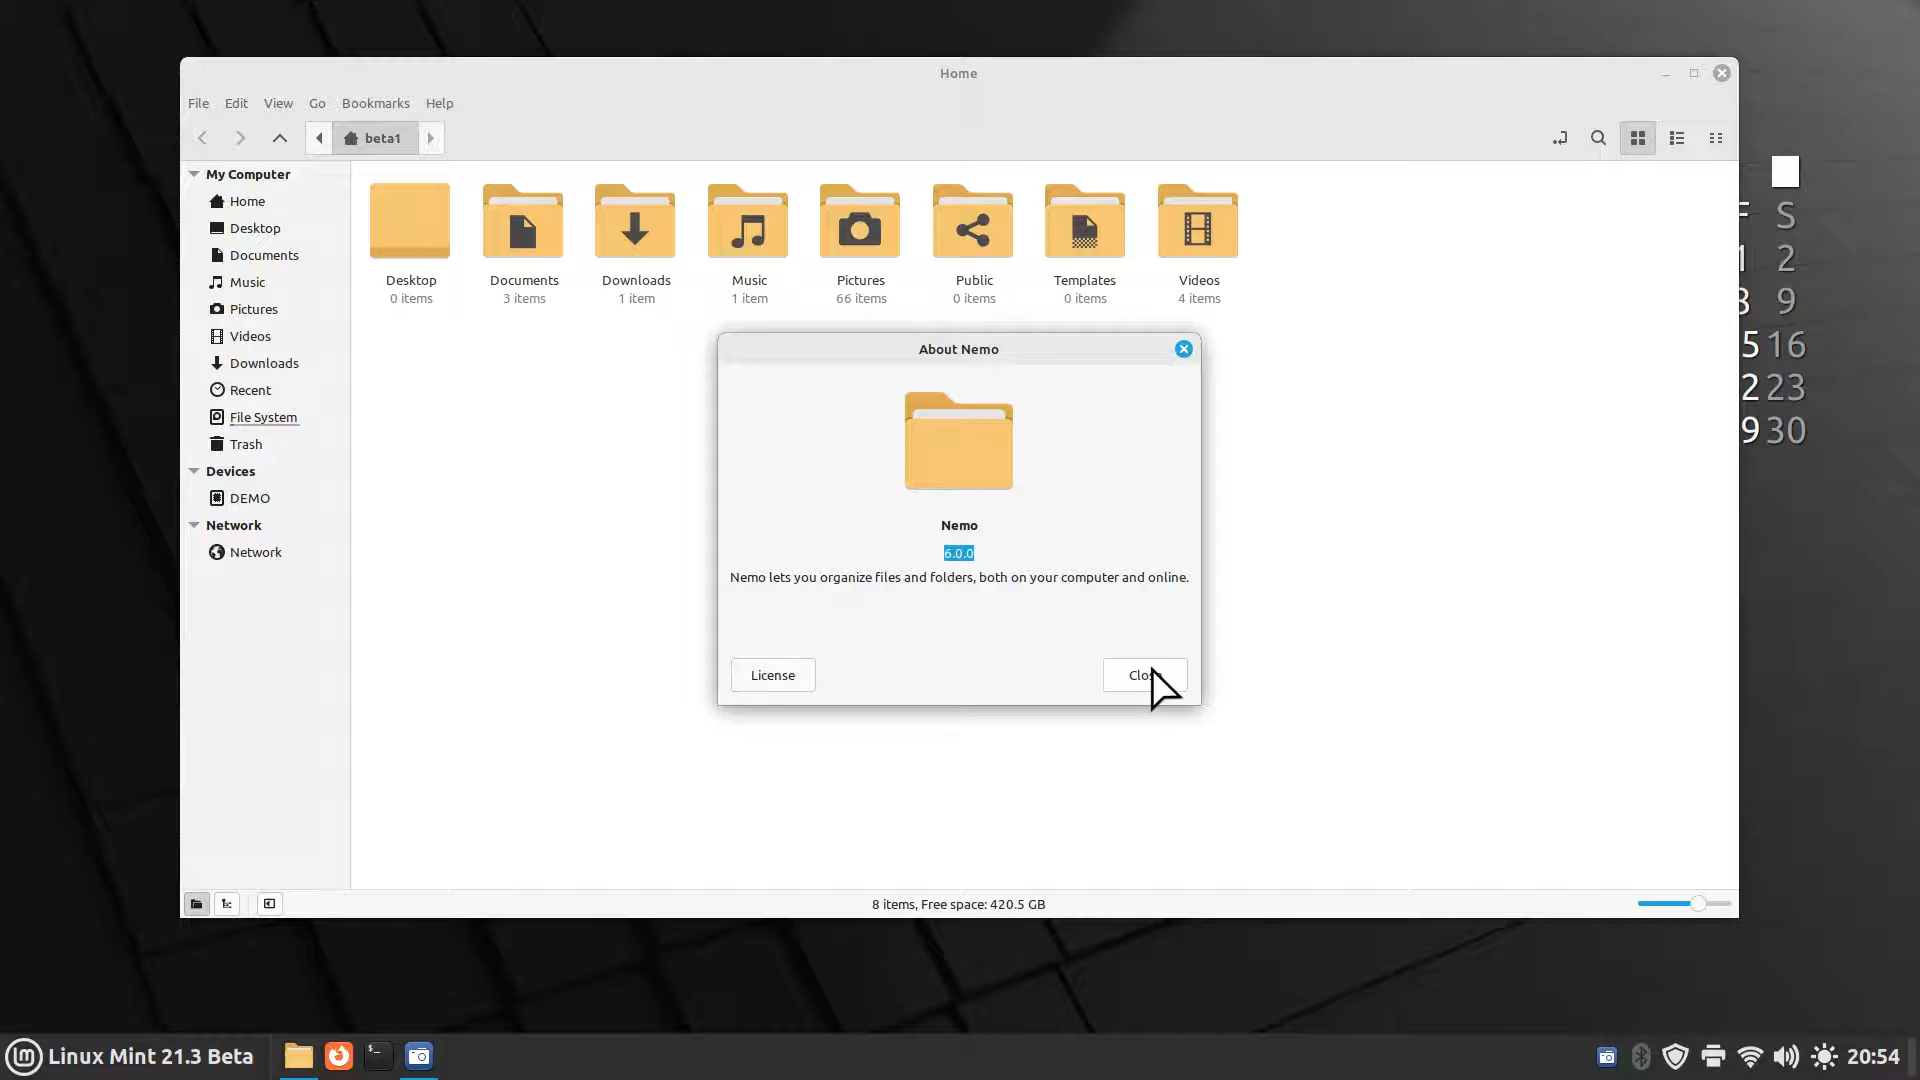 Home
File Edit View Go Bookmarks Help
beta1
My Computer
Home
Desktop
Documents
Music
Pictures
Videos
Downloads
Recent
File System
Trash
Devices
DEMO
Network
Network
Desktop
0 items
Documents
3 items
Downloads
1 item
Music
1 item
Pictures
66 items
Public
0 items
Templates
0 items
Videos
4 items
About Nemo
Nemo
6.0.0
Nemo lets you organize files and folders, both on your computer and online.
License
8 items, Free space: 420.5 GB
S
2
9
5 16
2 23
9 30
Linux Mint 21.3 Beta
20:54